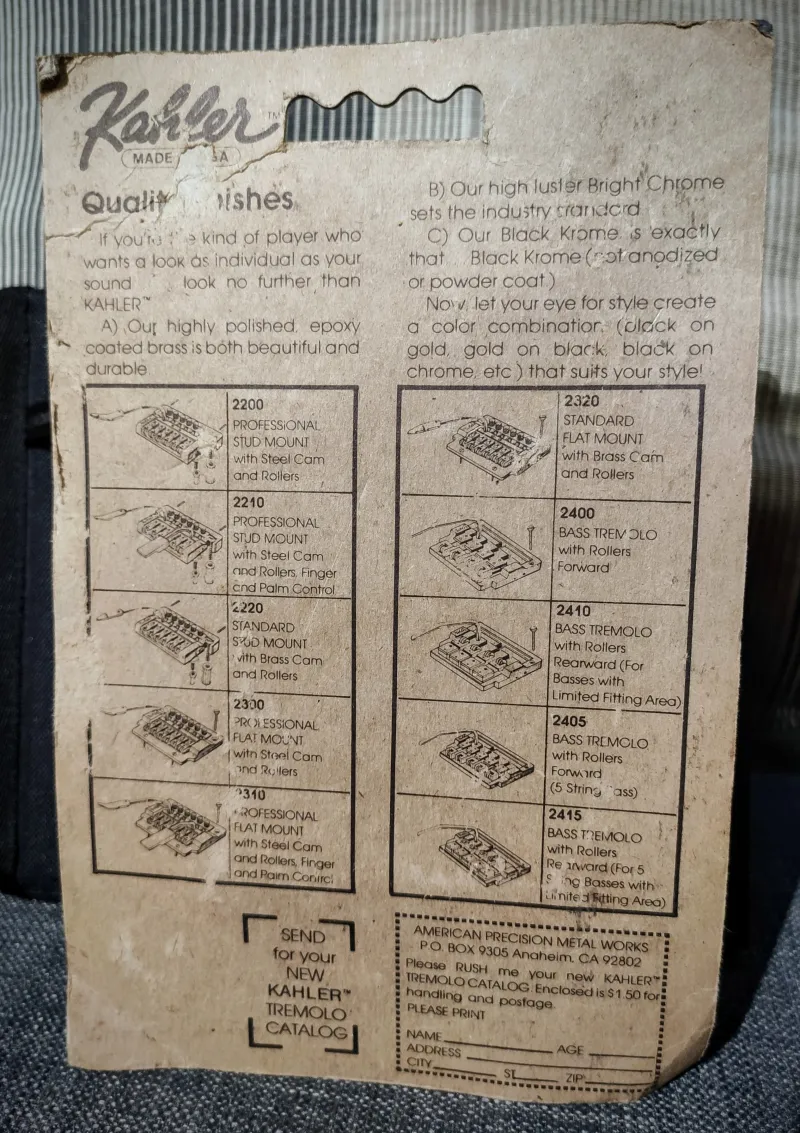 Kahler™
MADE
Quality
If you're kind of player who
wants a look as individual as your
sound look no further than
KAHLER™
A) Our highly polished, epoxy
coated brass is both beautiful and
durable
B) Our high luster Bright Chrome
sets the industry standard
C) Our Black Krome is exactly
that Black Krome (not anodized
or powder coat.)
Now, let your eye for style create
a color combination, (black on
gold, gold on black, black on
chrome, etc.) that suits your style!
2200
PROFESSIONAL
STUD MOUNT
with Steel Cam
and Rollers
2210
PROFESSIONAL
STUD MOUNT
with Steel Cam
and Rollers, Finger
and Palm Control
2220
STANDARD
STUD MOUNT
with Brass Cam
and Rollers
2300
PROFESSIONAL
FLAT MOUNT
with Steel Cam
and Rollers
2310
PROFESSIONAL
FLAT MOUNT
with Steel Cam
and Rollers, Finger
and Palm Control
2320
STANDARD
FLAT MOUNT
with Brass Cam
and Rollers
2400
BASS TREMOLO
with Rollers
Forward
2410
BASS TREMOLO
with Rollers
Rearward (For
Basses with
Limited Fitting Area)
2405
BASS TREMOLO
with Rollers
Forward
(5 String Bass)
2415
BASS TREMOLO
with Rollers
Rearward (For 5
String Basses with
Limited Fitting Area)
SEND
for your
NEW
KAHLER™
TREMOLO
CATALOG
AMERICAN PRECISION METAL WORKS
P.O. BOX 9305 Anaheim, CA 92802
Please RUSH me your new KAHLER™
TREMOLO CATALOG. Enclosed is $1.50 for
handling and postage.
PLEASE PRINT
NAME AGE
ADDRESS
CITY ST. ZIP